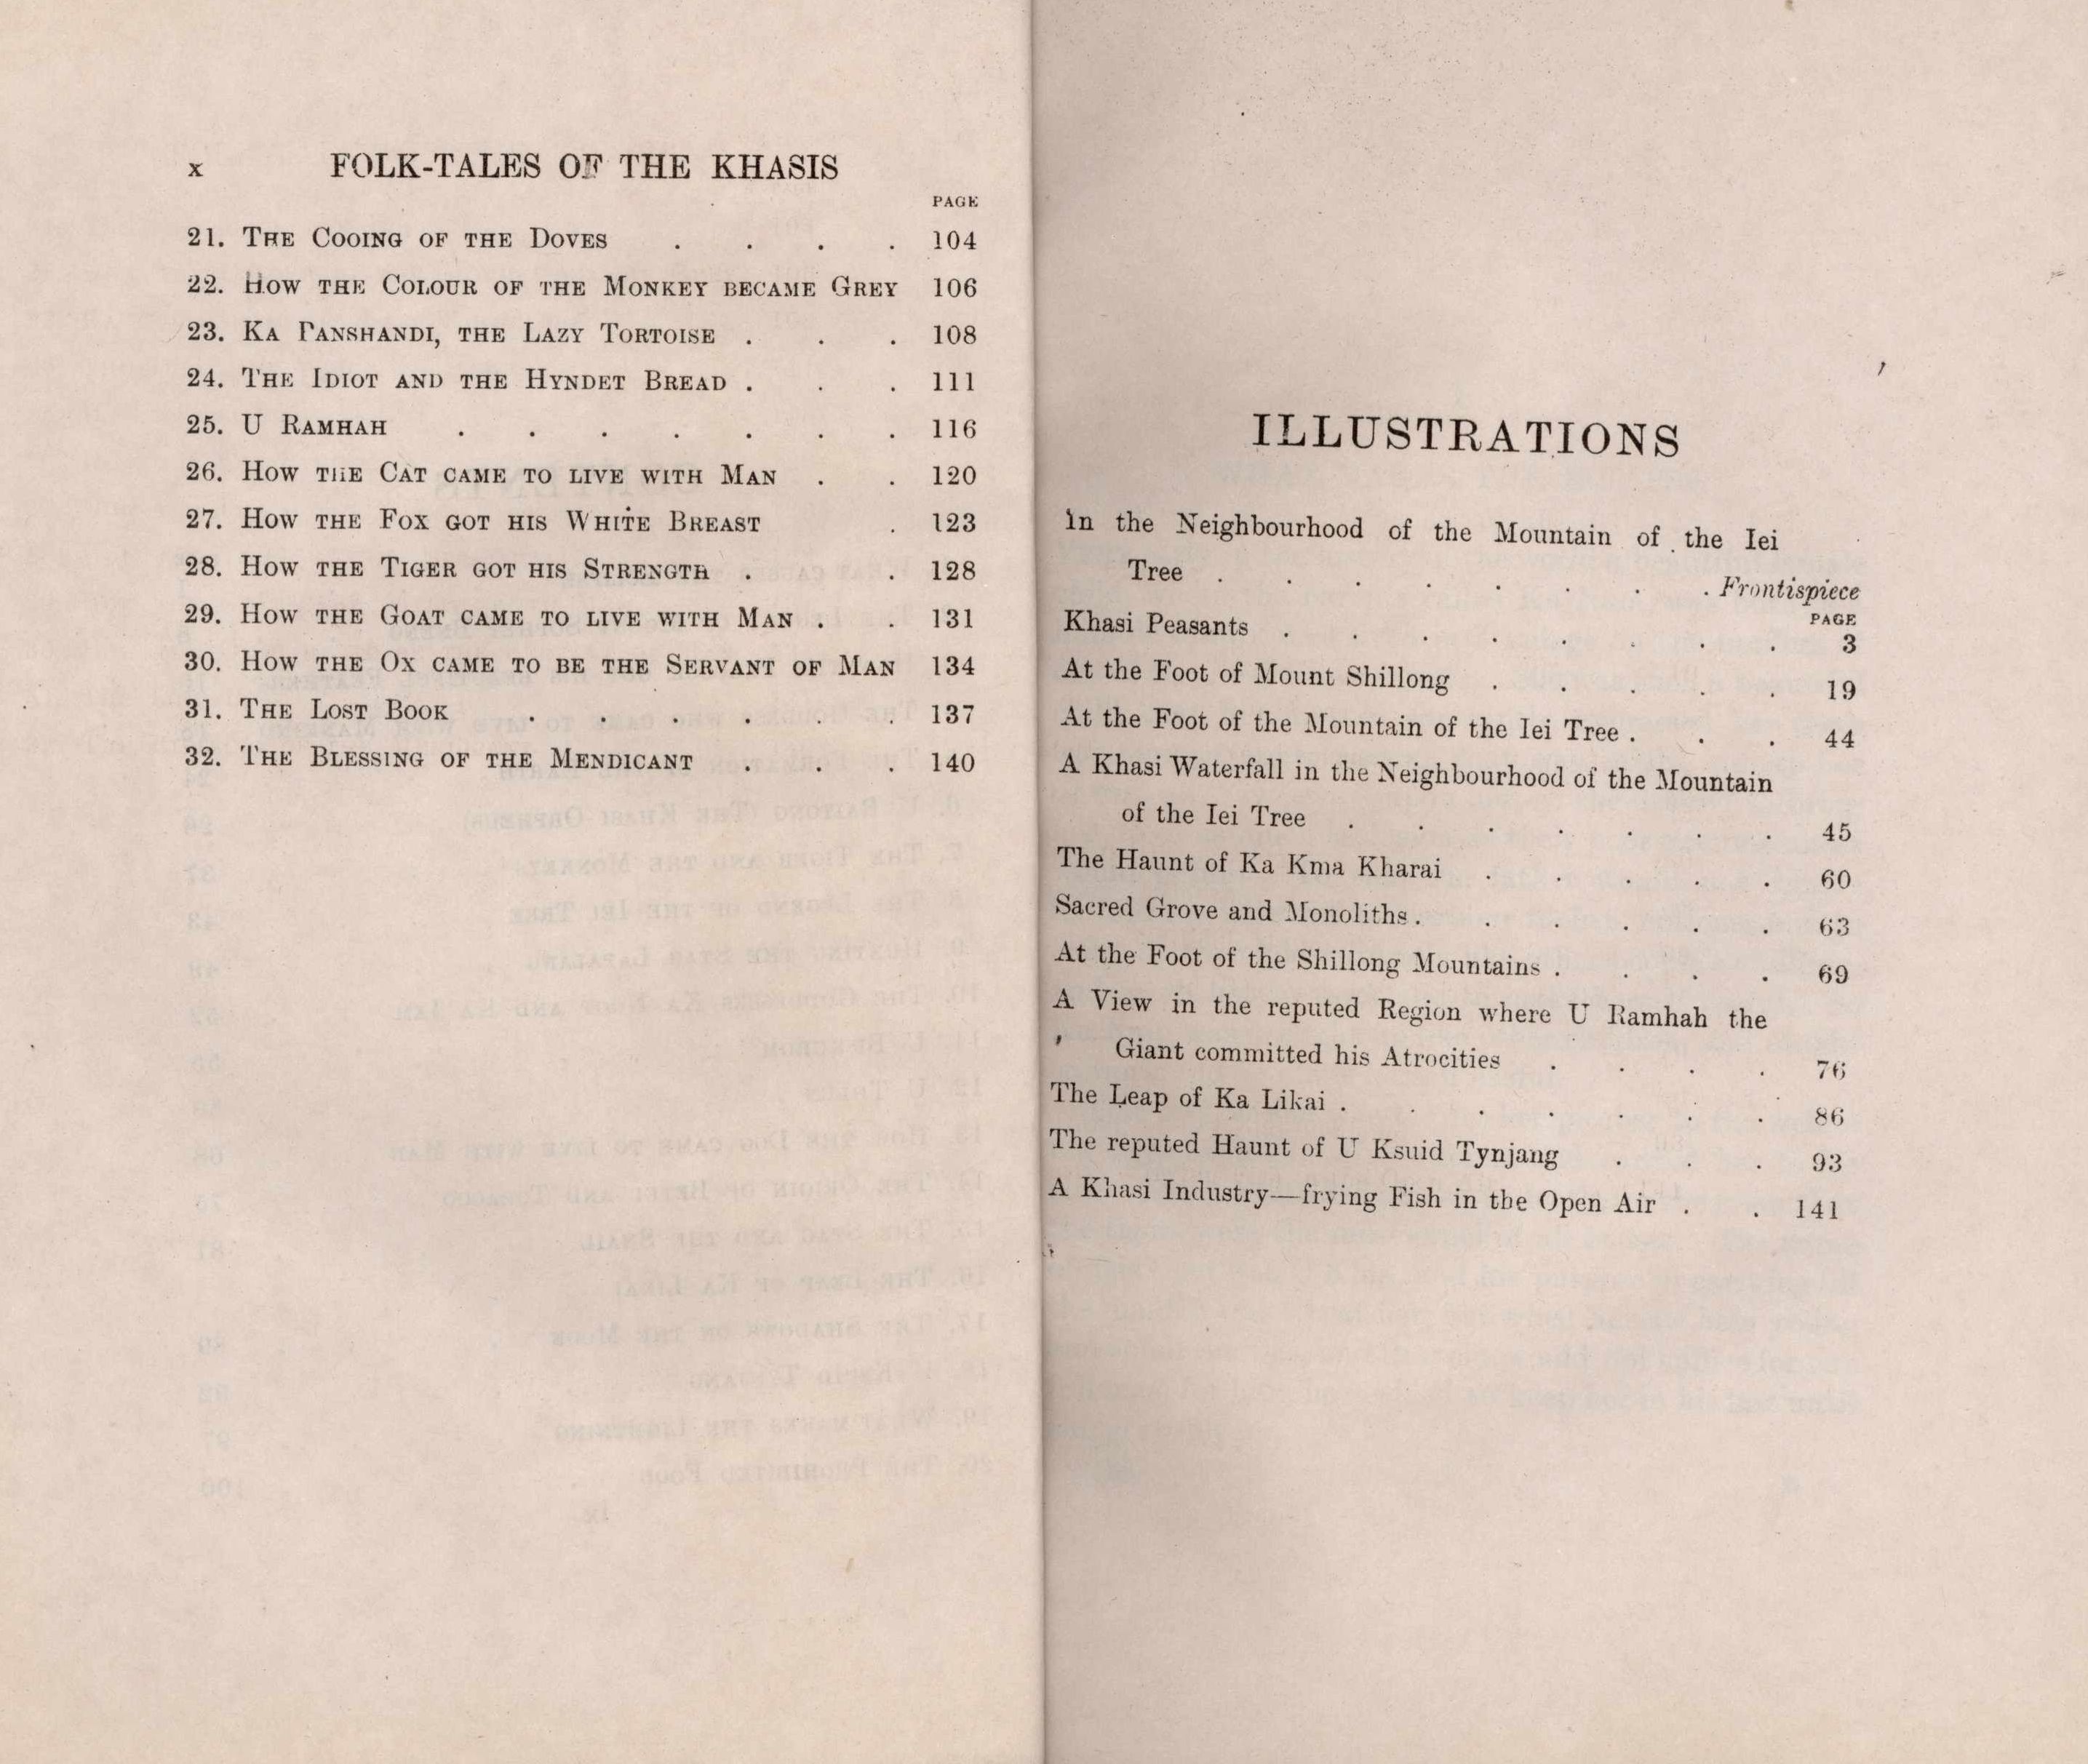 x FOLK-TALES OF THE KHASIS
PAGE
21. THE COOING OF THE DOVES . . . . 104
22. HOW THE COLOUR OF THE MONKEY BECAME GREY 106
23. KA PANSHANDI, THE LAZY TORTOISE . . . 108
24. THE IDIOT AND THE HYNDET BREAD . . . 111
25. U RAMHAH . . . . . . . 116
26. HOW THE CAT CAME TO LIVE WITH MAN . . 120
27. HOW THE FOX GOT HIS WHITE BREAST . 123
28. HOW THE TIGER GOT HIS STRENGTH . . 128
29. HOW THE GOAT CAME TO LIVE WITH MAN . . 131
30. HOW THE OX CAME TO BE THE SERVANT OF MAN 134
31. THE LOST BOOK . . . . . . 137
32. THE BLESSING OF THE MENDICANT . . . 140
ILLUSTRATIONS
In the Neighbourhood of the Mountain of the Iei
Tree . . . . . . . . Frontispiece
PAGE
Khasi Peasants . . . . . . . . 3
At the Foot of Mount Shillong . . . . . 19
At the Foot of the Mountain of the Iei Tree . . . 44
A Khasi Waterfall in the Neighbourhood of the Mountain
of the Iei Tree . . . . . . . 45
The Haunt of Ka Kma Kharai . . . . . 60
Sacred Grove and Monoliths . . . . . . 63
At the Foot of the Shillong Mountains . . . . 69
A View in the reputed Region where U Ramhah the
Giant committed his Atrocities . . . . 76
The Leap of Ka Likai . . . . . . . 86
The reputed Haunt of U Ksuid Tynjang . . . 93
A Khasi Industry—frying Fish in the Open Air . . 141